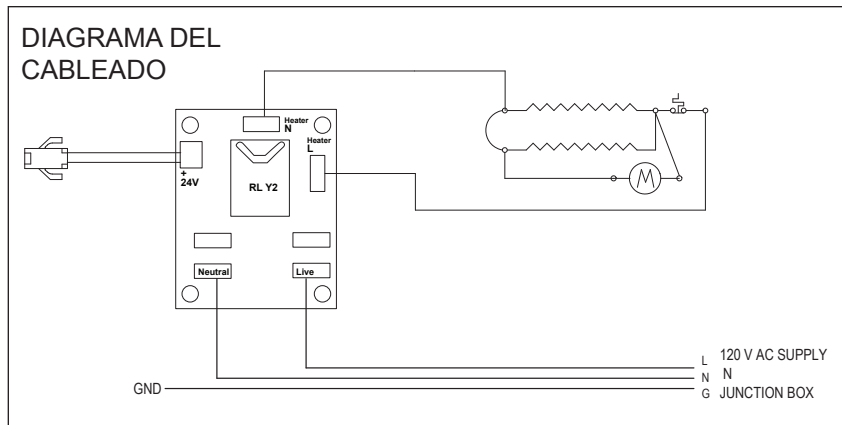 DIAGRAMA DEL
CABLEADO
Heater
N
Heater
L
+
24V
RL Y2
M
Neutral
Live
L 120 V AC SUPPLY
N N
GND
G JUNCTION BOX